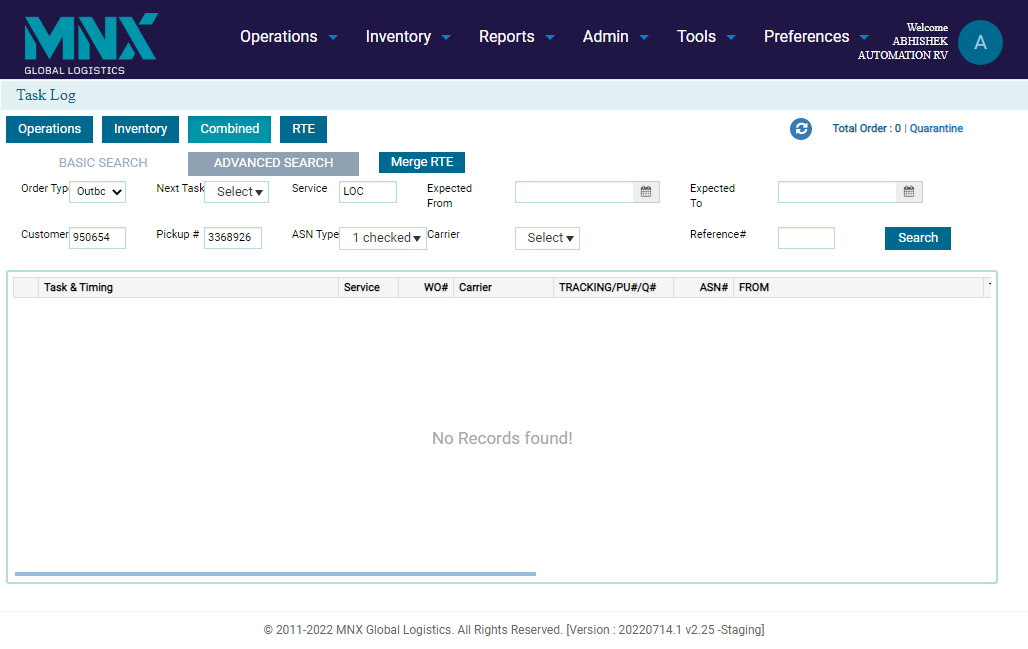 MNX
GLOBAL LOGISTICS
Operations Inventory Reports Admin Tools Preferences
Welcome
ABHISHEK
AUTOMATION RV
A
Task Log
Operations Inventory Combined RTE
Total Order : 0 | Quarantine
BASIC SEARCH ADVANCED SEARCH Merge RTE
Order Typ Outbo Next Task Select Service LOC Expected From Expected To
Customer 950654 Pickup # 3368926 ASN Type 1 checked Carrier Select Reference# Search
Task & Timing Service WO# Carrier TRACKING/PU#/Q# ASN# FROM
No Records found!
© 2011-2022 MNX Global Logistics. All Rights Reserved. [Version : 20220714.1 v2.25 -Staging]